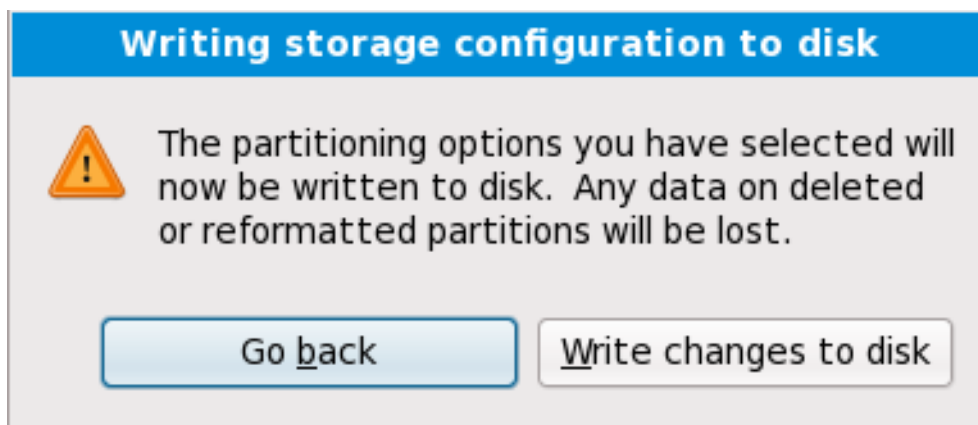 Writing storage configuration to disk
The partitioning options you have selected will
now be written to disk.  Any data on deleted
or reformatted partitions will be lost.
Go back
Write changes to disk